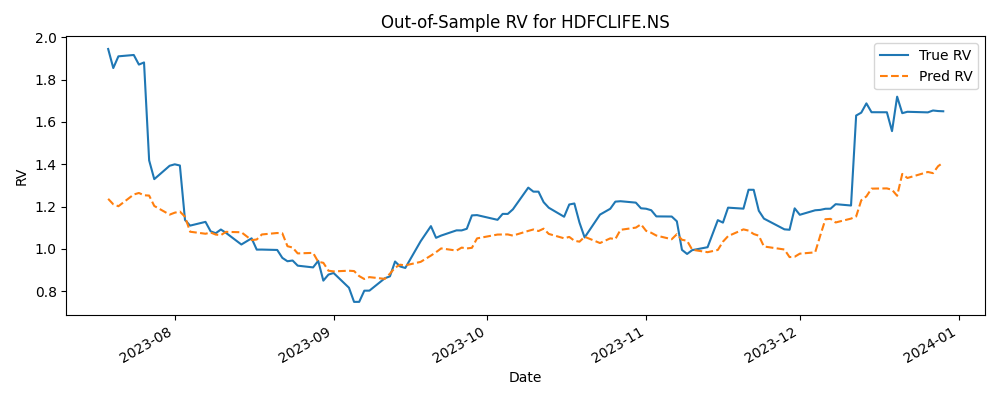 Out-of-Sample RV for HDFCLIFE.NS
True RV
Pred RV
RV
2.0
1.8
1.6
1.4
1.2
1.0
0.8
2023-08
2023-09
2023-10
2023-11
2023-12
2024-01
Date